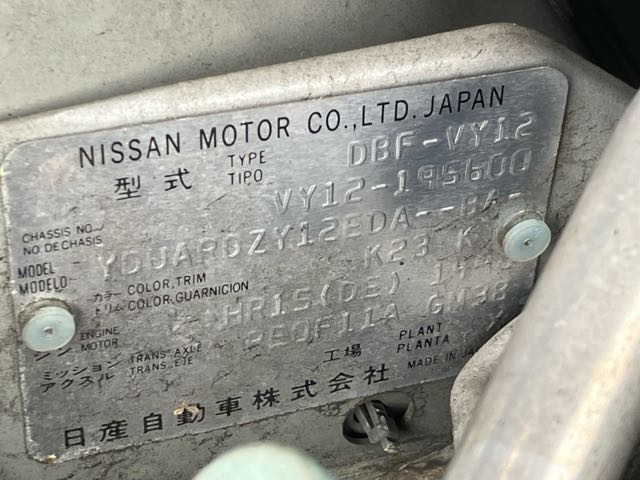 NISSAN MOTOR CO.,LTD. JAPAN
型式 TYPE TIPO DBF-VY12
CHASSIS NO. NO.DE CHASIS VY12-195600
MODEL MODELO YDUARDZY12EDA--BA-
カラー COLOR,TRIM K23 K
トリム COLOR,GUARNICION
ENGINE MOTOR HR15(DE)
ミッション アクスル TRANS. AXLE TRANS. EJE
工場 PLANT PLANTA
MADE IN JA
日産自動車株式会社